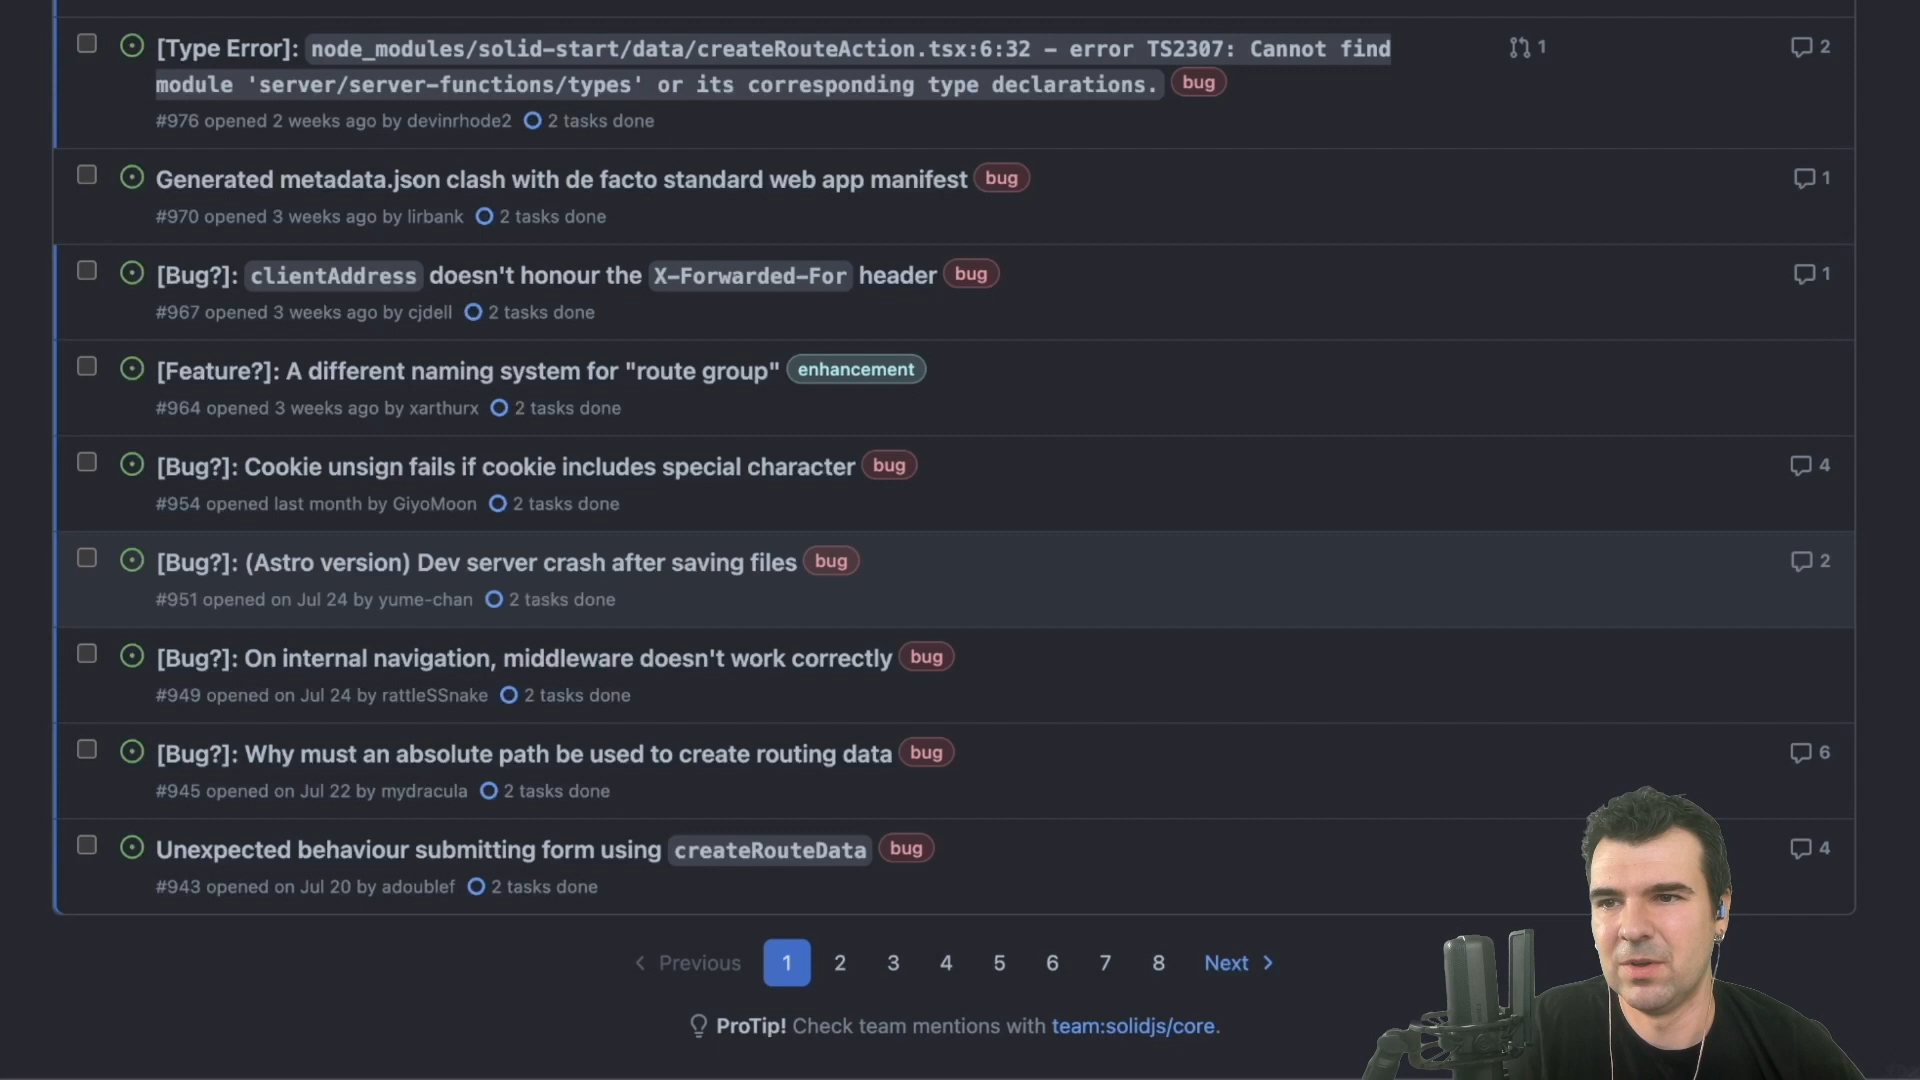 [Type Error]: node_modules/solid-start/data/createRouteAction.tsx:6:32 – error TS2307: Cannot find 1 2
module 'server/server-functions/types' or its corresponding type declarations. bug
#976 opened 2 weeks ago by devinrhode2 2 tasks done
Generated metadata.json clash with de facto standard web app manifest bug 1
#970 opened 3 weeks ago by lirbank 2 tasks done
[Bug?]: clientAddress doesn't honour the X-Forwarded-For header bug 1
#967 opened 3 weeks ago by cjdell 2 tasks done
[Feature?]: A different naming system for "route group" enhancement
#964 opened 3 weeks ago by xarthurx 2 tasks done
[Bug?]: Cookie unsign fails if cookie includes special character bug 4
#954 opened last month by GiyoMoon 2 tasks done
[Bug?]: (Astro version) Dev server crash after saving files bug 2
#951 opened on Jul 24 by yume-chan 2 tasks done
[Bug?]: On internal navigation, middleware doesn't work correctly bug
#949 opened on Jul 24 by rattleSSnake 2 tasks done
[Bug?]: Why must an absolute path be used to create routing data bug 6
#945 opened on Jul 22 by mydracula 2 tasks done
Unexpected behaviour submitting form using createRouteData bug 4
#943 opened on Jul 20 by adoublef 2 tasks done
Previous 1 2 3 4 5 6 7 8 Next
ProTip! Check team mentions with team:solidjs/core.